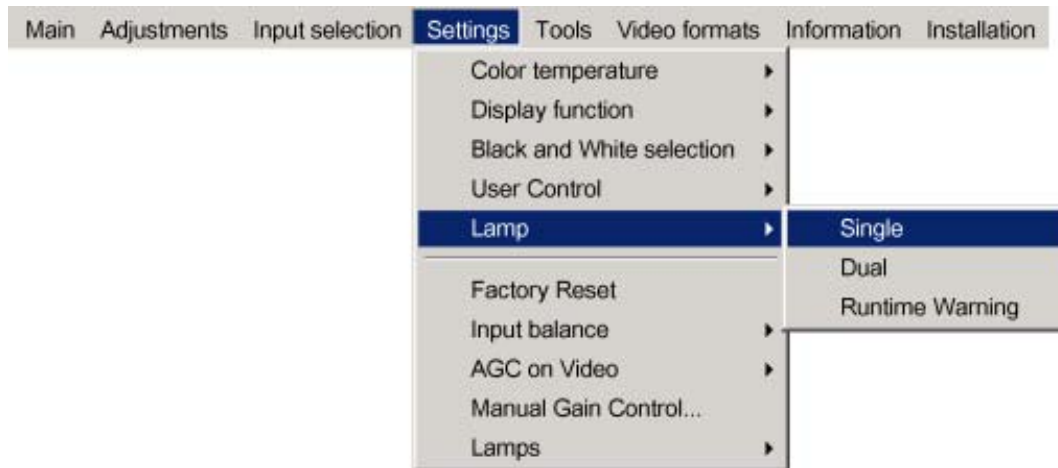 Main Adjustments Input selection Settings Tools Video formats Information Installation
Color temperature
Display function
Black and White selection
User Control
Lamp
Single
Dual
Runtime Warning
Factory Reset
Input balance
AGC on Video
Manual Gain Control...
Lamps